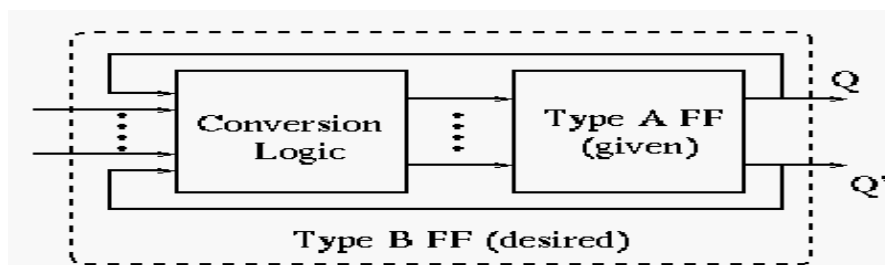 Conversion
Logic
Type A FF
(given)
Q
Q'
Type B FF (desired)